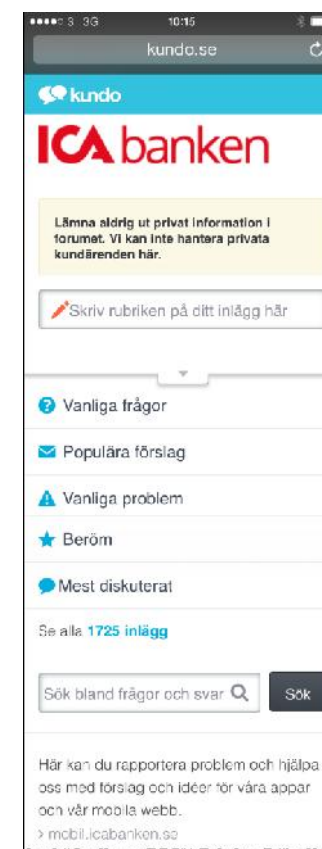 3 3G 10:15
kundo.se
kundo
ICA banken
Lämna aldrig ut privat information i
forumet. Vi kan inte hantera privata
kundärenden här.
Skriv rubriken på ditt inlägg här
Vanliga frågor
Populära förslag
Vanliga problem
Beröm
Mest diskuterat
Se alla 1725 inlägg
Sök bland frågor och svar Sök
Här kan du rapportera problem och hjälpa
oss med förslag och idéer för våra appar
och vår mobila webb.
> mobil.icabanken.se